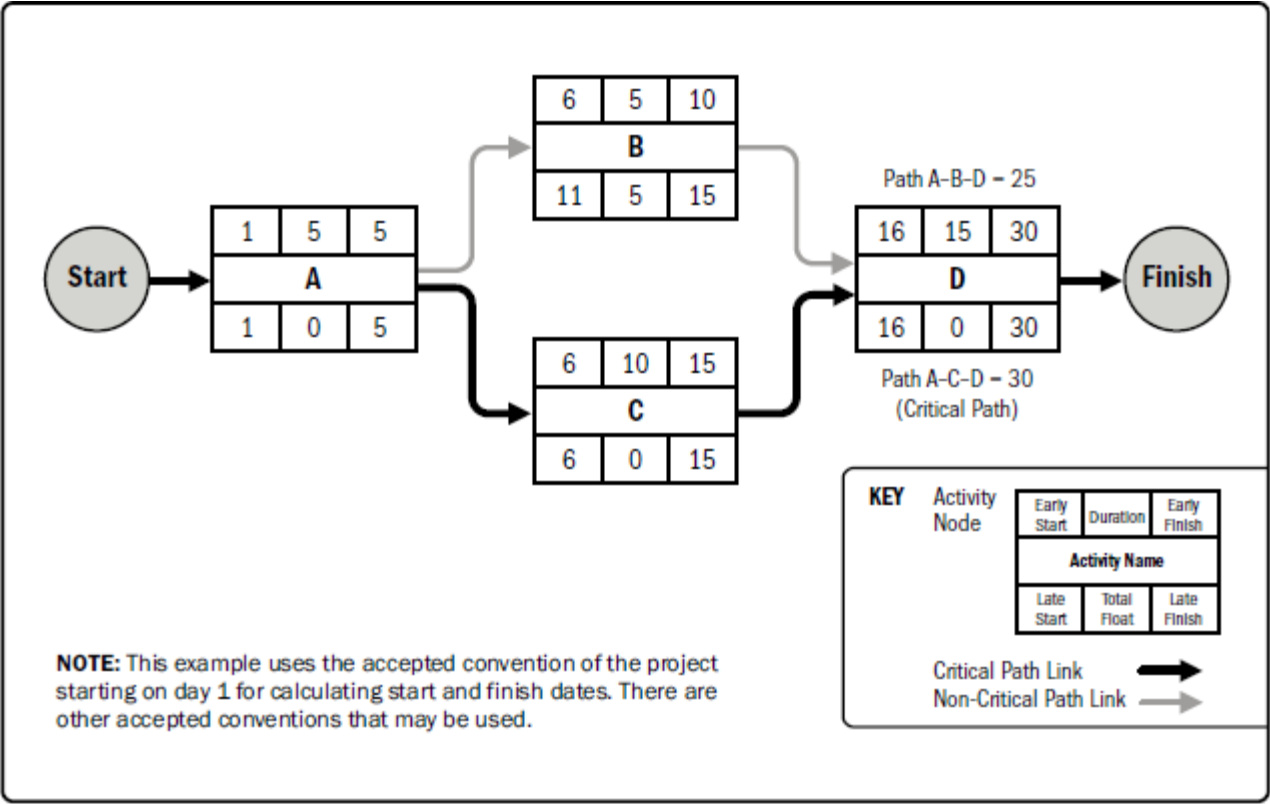 6 5 10
B
11 5 15
Path A-B-D = 25
1 5 5
A
1 0 5
Start
16 15 30
D
16 0 30
Finish
6 10 15
C
6 0 15
Path A-C-D = 30
(Critical Path)
KEY
Activity
Node
Early Start
Duration
Early Finish
Activity Name
Late Start
Total Float
Late Finish
Critical Path Link
Non-Critical Path Link
NOTE: This example uses the accepted convention of the project
starting on day 1 for calculating start and finish dates. There are
other accepted conventions that may be used.